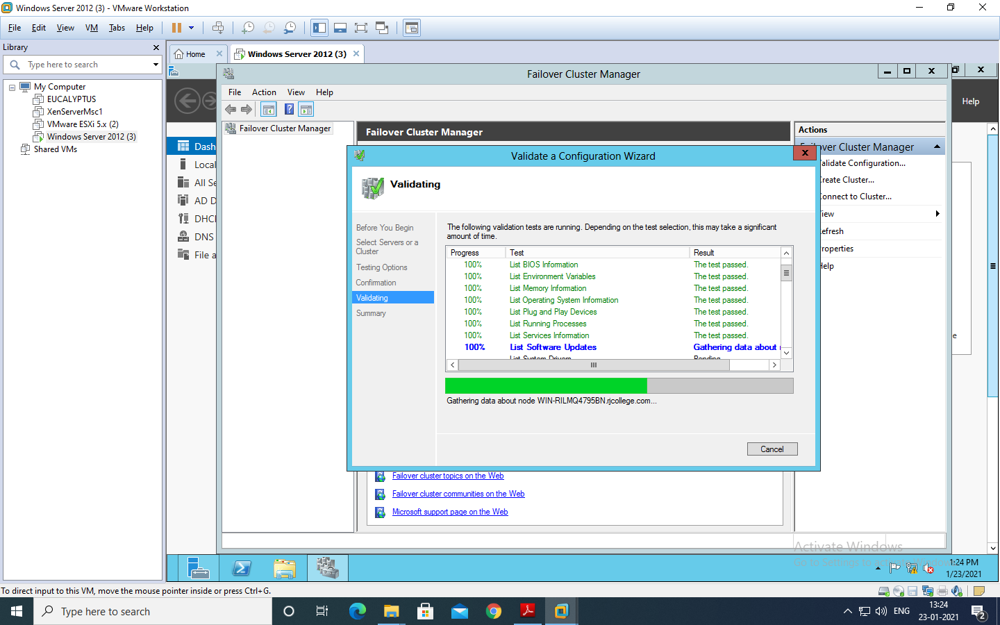 Windows Server 2012 (3) - VMware Workstation
File Edit View VM Tabs Help
Library
Type here to search
My Computer
EUCALYPTUS
XenServerMsc1
VMware ESXi 5.x (2)
Windows Server 2012 (3)
Shared VMs
Home
Windows Server 2012 (3)
Failover Cluster Manager
File Action View Help
Help
Dash
Local
All Se
AD D
DHC
DNS
File a
Failover Cluster Manager
Failover Cluster Manager
Actions
Failover Cluster Manager
alidate Configuration...
reate Cluster...
onnect to Cluster...
iew
efresh
roperties
elp
e
Validate a Configuration Wizard
Validating
Before You Begin
Select Servers or a
Cluster
Testing Options
Confirmation
Validating
Summary
The following validation tests are running. Depending on the test selection, this may take a significant
amount of time.
Progress Test Result
100% List BIOS Information The test passed.
100% List Environment Variables The test passed.
100% List Memory Information The test passed.
100% List Operating System Information The test passed.
100% List Plug and Play Devices The test passed.
100% List Running Processes The test passed.
100% List Services Information The test passed.
100% List Software Updates Gathering data about
List System Drivers Pending
Gathering data about node WIN-RILMQ4795BN.rjcollege.com...
Cancel
Failover cluster topics on the Web
Failover cluster communities on the Web
Microsoft support page on the Web
Activate Windows
Go to Settings to activate Windows.
1:24 PM
1/23/2021
To direct input to this VM, move the mouse pointer inside or press Ctrl+G.
Type here to search
ENG
13:24
23-01-2021
2